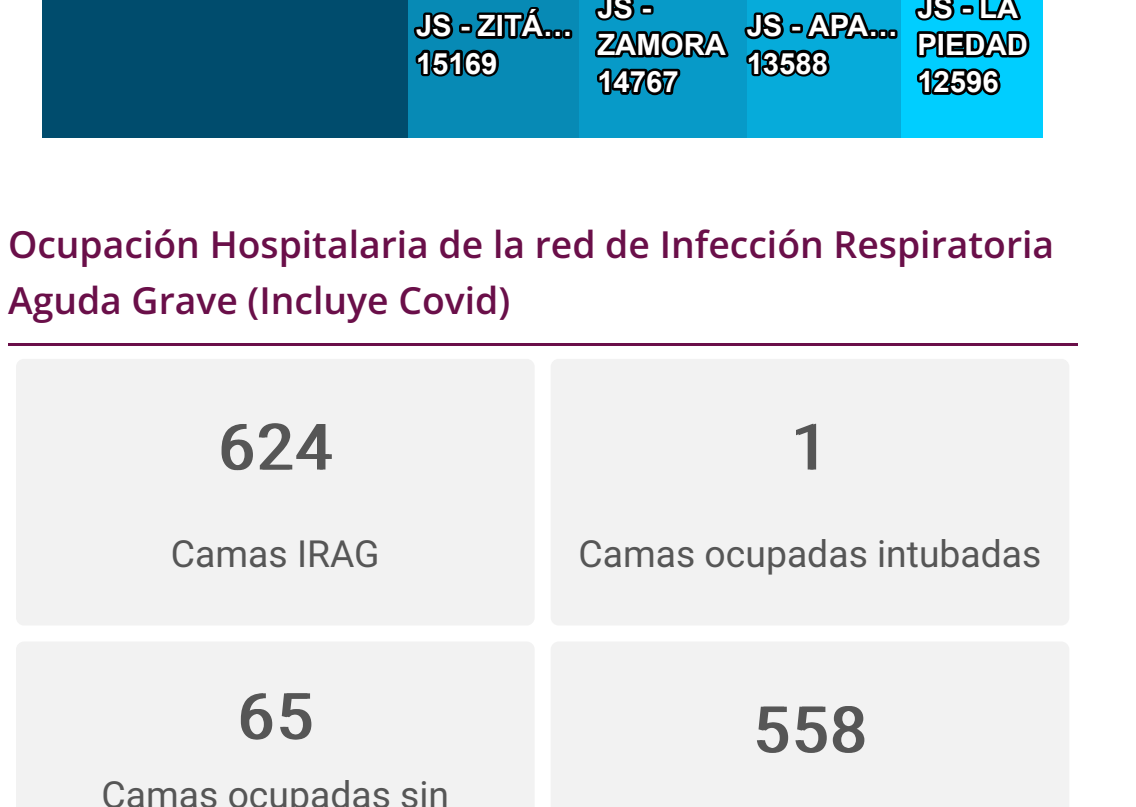 JS - ZITÁ...
15169
JS -
ZAMORA
14767
JS - APA...
13588
JS - LA
PIEDAD
12596
Ocupación Hospitalaria de la red de Infección Respiratoria
Aguda Grave (Incluye Covid)
624
Camas IRAG
1
Camas ocupadas intubadas
65
Camas ocupadas sin
558